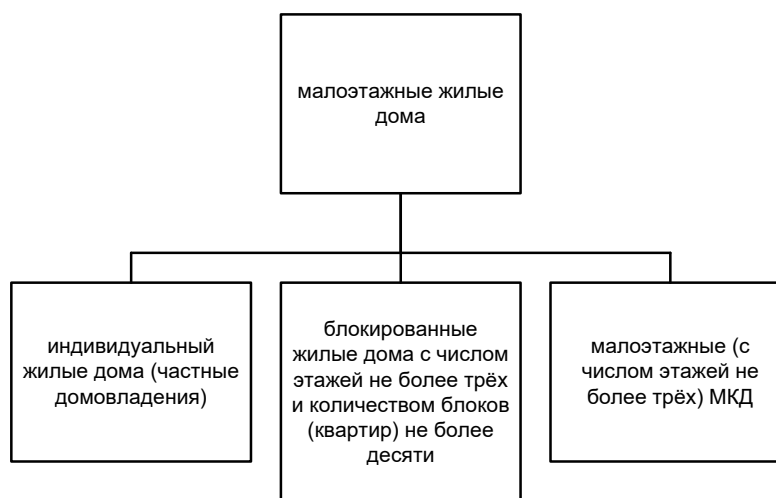 малоэтажные жилые
дома
индивидуальный
жилые дома (частные
домовладения)
блокированные
жилые дома с числом
этажей не более трёх
и количеством блоков
(квартир) не более
десяти
малоэтажные (с
числом этажей не
более трёх) МКД